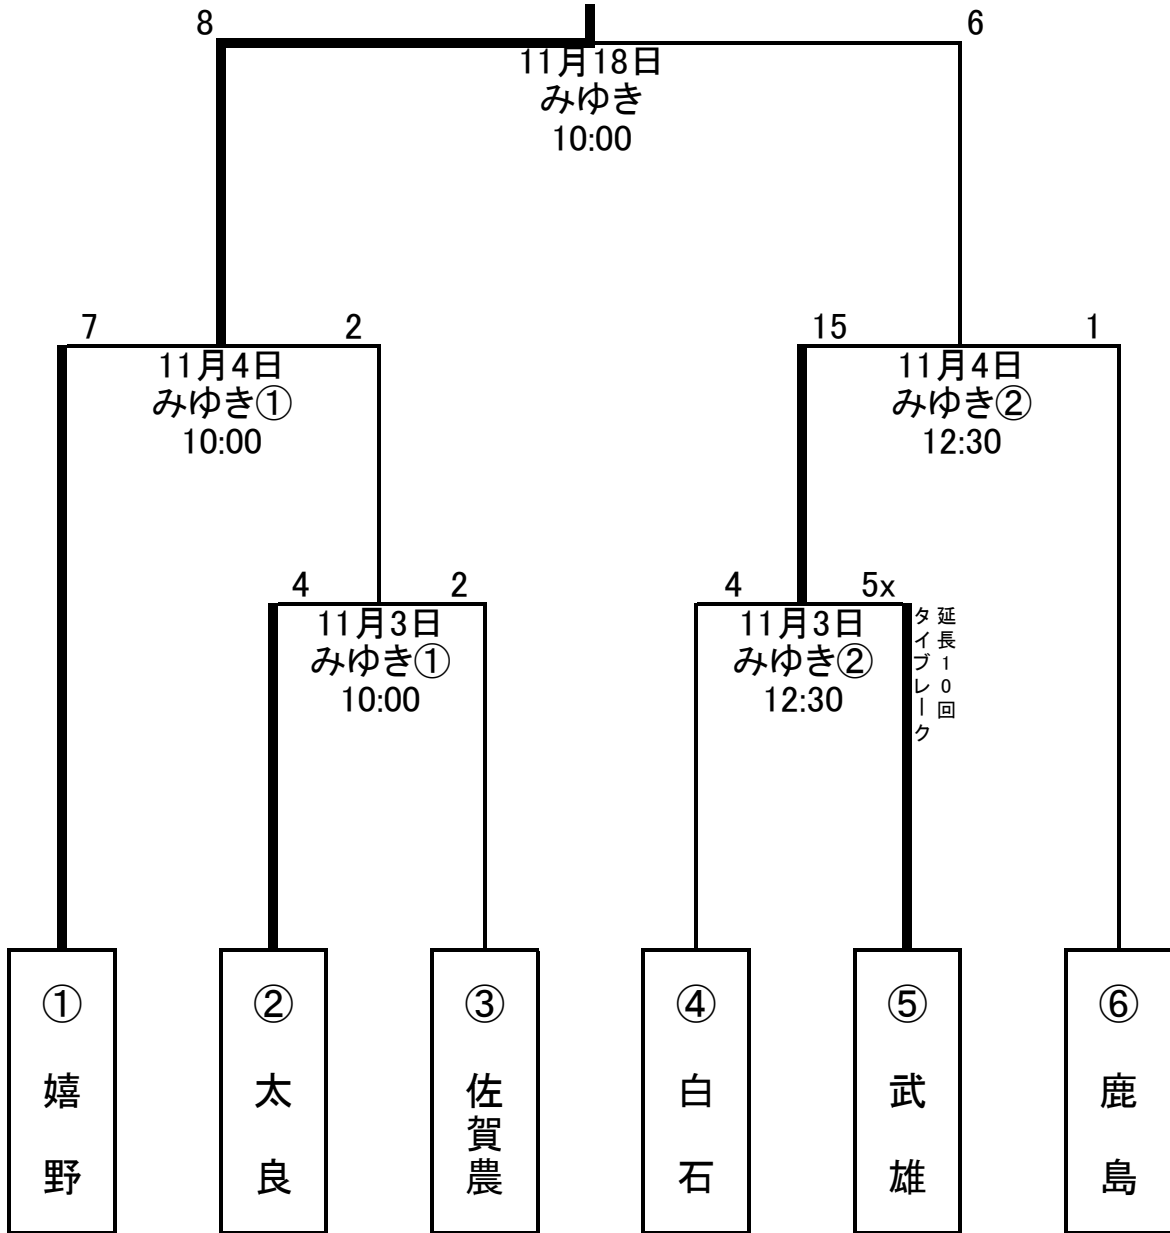 8
6
11月18日
みゆき
10:00
7
2
11月4日
みゆき①
10:00
15
1
11月4日
みゆき②
12:30
4
2
11月3日
みゆき①
10:00
4
5x
11月3日
みゆき②
12:30
延長10回
タイブレーク
①
嬉野
②
太良
③
佐賀農
④
白石
⑤
武雄
⑥
鹿島